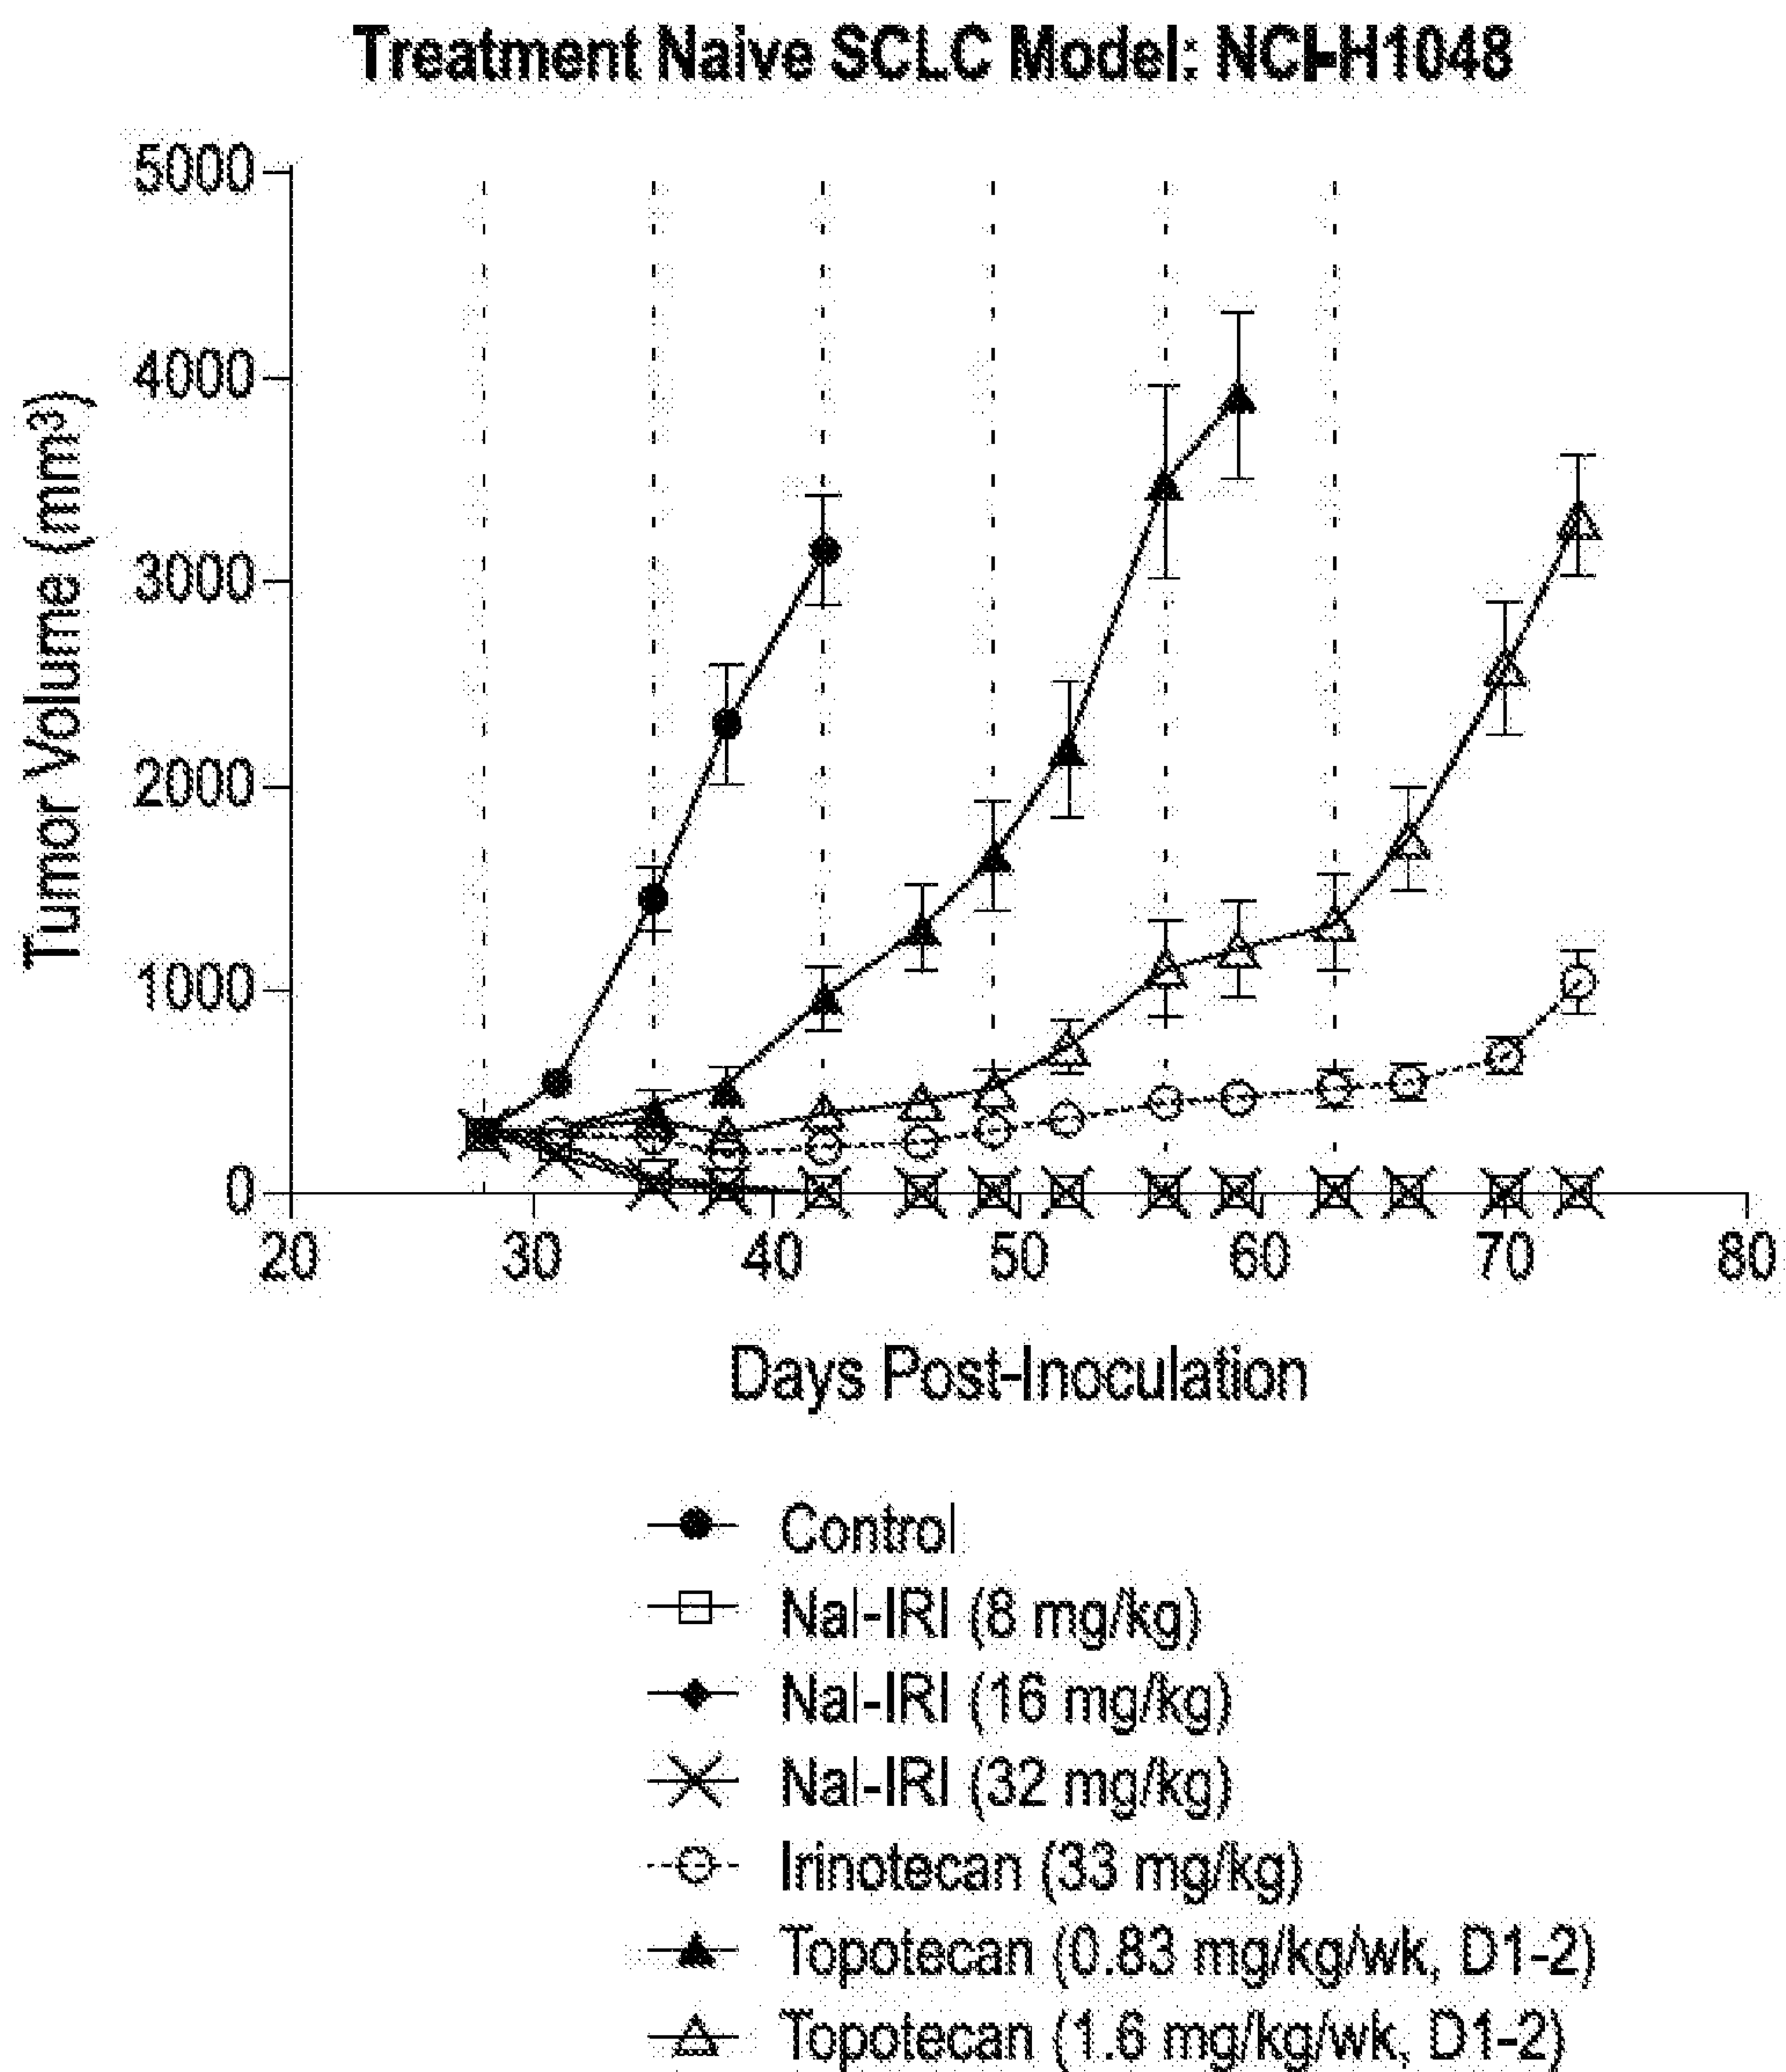 Treatment Naive SCLC Model: NCI-H1048
Tumor Volume (mm³)
5000
4000
3000
2000
1000
0
20 30 40 50 60 70 80
Days Post-Inoculation
Control
Nal-IRI (8 mg/kg)
Nal-IRI (16 mg/kg)
Nal-IRI (32 mg/kg)
Irinotecan (33 mg/kg)
Topotecan (0.83 mg/kg/wk, D1-2)
Topotecan (1.6 mg/kg/wk, D1-2)